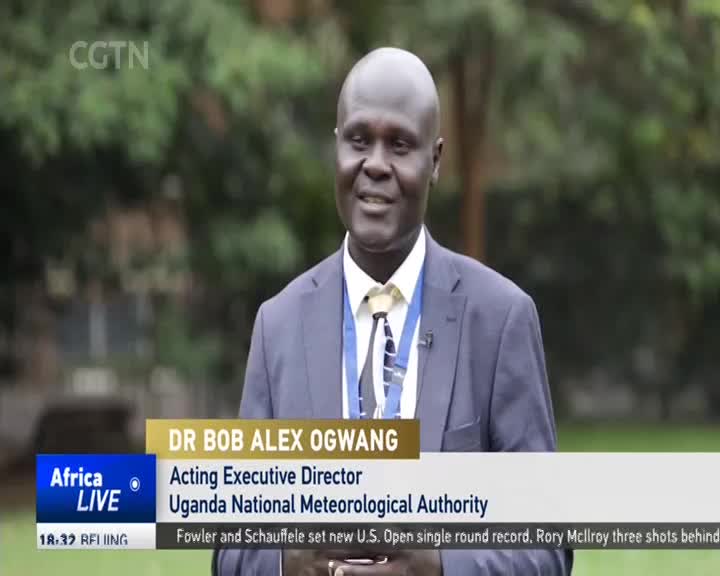 CGTN
DR BOB ALEX OGWANG
Africa
LIVE
Acting Executive Director
Uganda National Meteorological Authority
18:32 BEIJING
Fowler and Schauffele set new U.S. Open single round record, Rory McIlroy three shots behind